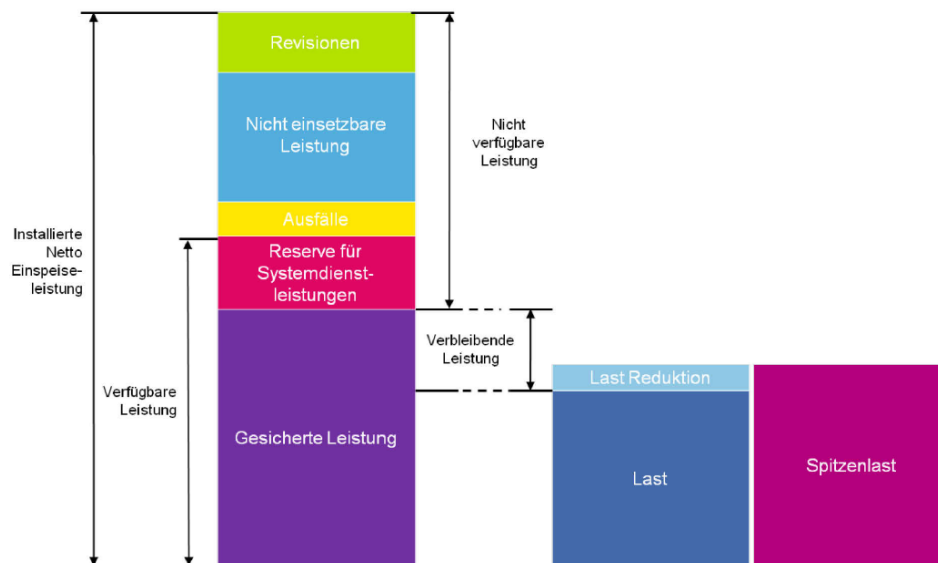 Revisionen
Nicht einsetzbare
Leistung
Nicht
verfügbare
Leistung
Ausfälle
Installierte
Netto
Einspeise-
leistung
Reserve für
Systemdienst-
leistungen
Verbleibende
Leistung
Verfügbare
Leistung
Gesicherte Leistung
Last Reduktion
Last
Spitzenlast